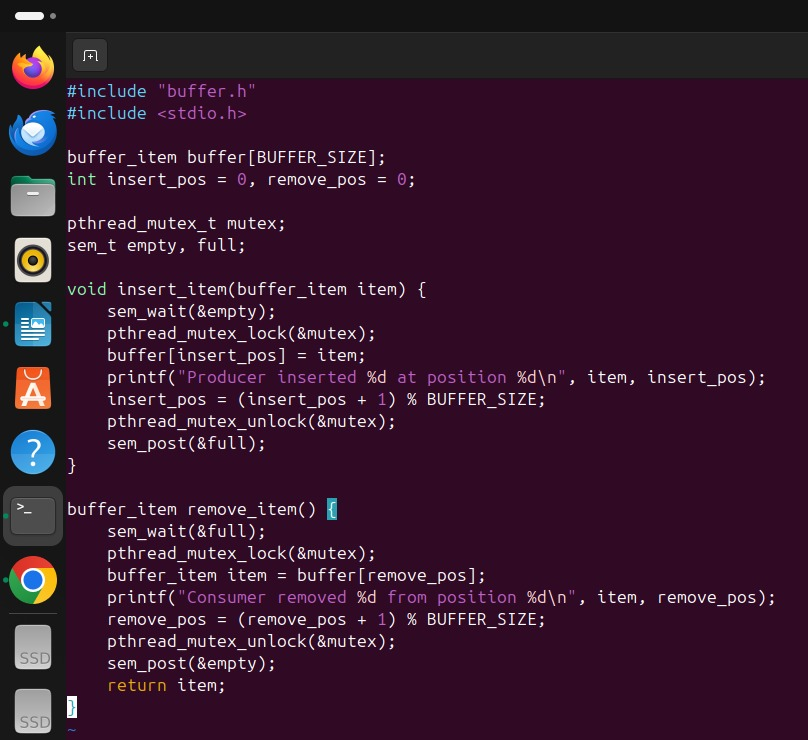 #include "buffer.h"
#include <stdio.h>

buffer_item buffer[BUFFER_SIZE];
int insert_pos = 0, remove_pos = 0;

pthread_mutex_t mutex;
sem_t empty, full;

void insert_item(buffer_item item) {
    sem_wait(&empty);
    pthread_mutex_lock(&mutex);
    buffer[insert_pos] = item;
    printf("Producer inserted %d at position %d\n", item, insert_pos);
    insert_pos = (insert_pos + 1) % BUFFER_SIZE;
    pthread_mutex_unlock(&mutex);
    sem_post(&full);
}

buffer_item remove_item() {
    sem_wait(&full);
    pthread_mutex_lock(&mutex);
    buffer_item item = buffer[remove_pos];
    printf("Consumer removed %d from position %d\n", item, remove_pos);
    remove_pos = (remove_pos + 1) % BUFFER_SIZE;
    pthread_mutex_unlock(&mutex);
    sem_post(&empty);
    return item;
}
~
?
A
>_
SSD
SSD